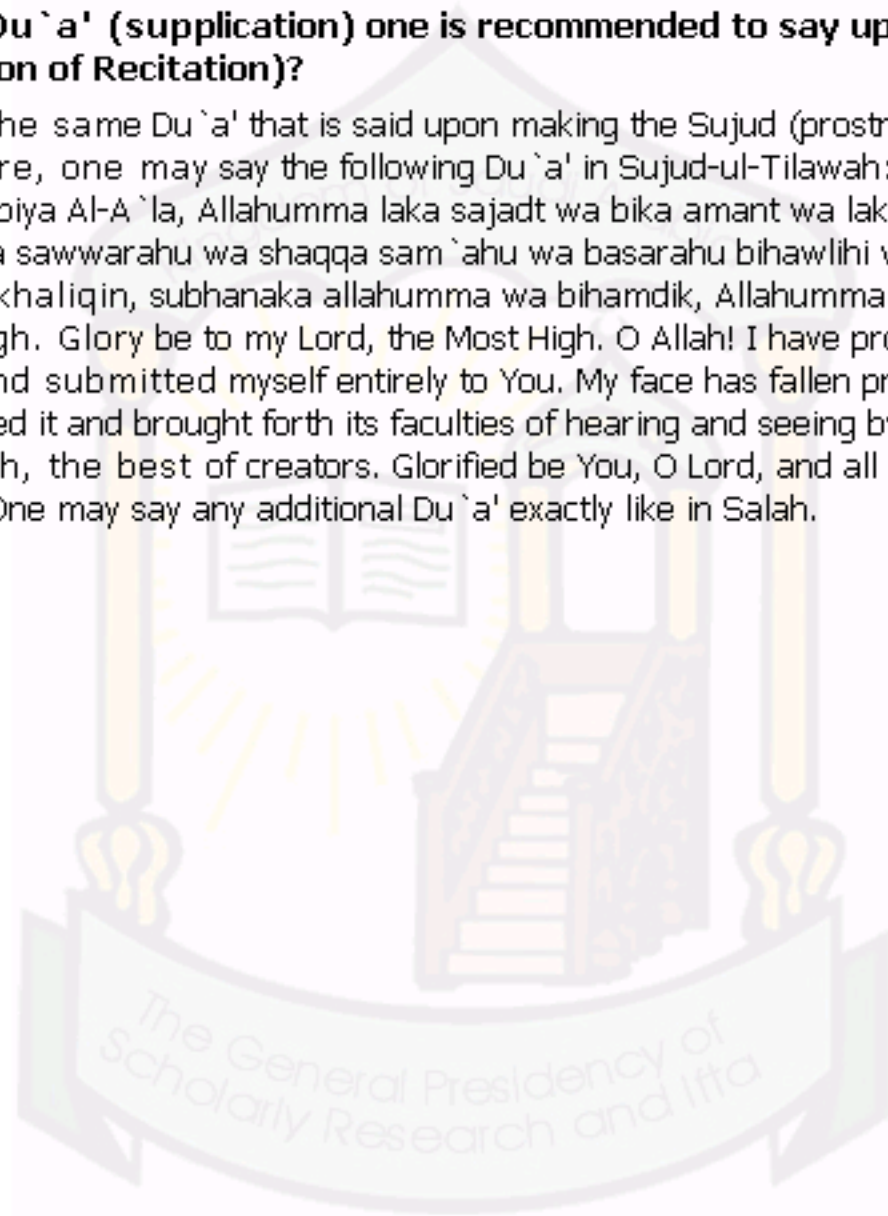 Du`a' (supplication) one is recommended to say up
on of Recitation)?
he same Du`a' that is said upon making the Sujud (prostr
re, one may say the following Du`a' in Sujud-ul-Tilawah:
biya Al-A`la, Allahumma laka sajadt wa bika amant wa lak
a sawwarahu wa shaqqa sam`ahu wa basarahu bihawlihi v
khaliqin, subhanaka allahumma wa bihamdik, Allahumma
gh. Glory be to my Lord, the Most High. O Allah! I have pro
nd submitted myself entirely to You. My face has fallen pr
ed it and brought forth its faculties of hearing and seeing by
h, the best of creators. Glorified be You, O Lord, and all
One may say any additional Du`a' exactly like in Salah.
Kingdom of Saudi Arabia
The General Presidency of
Scholarly Research and Ifta